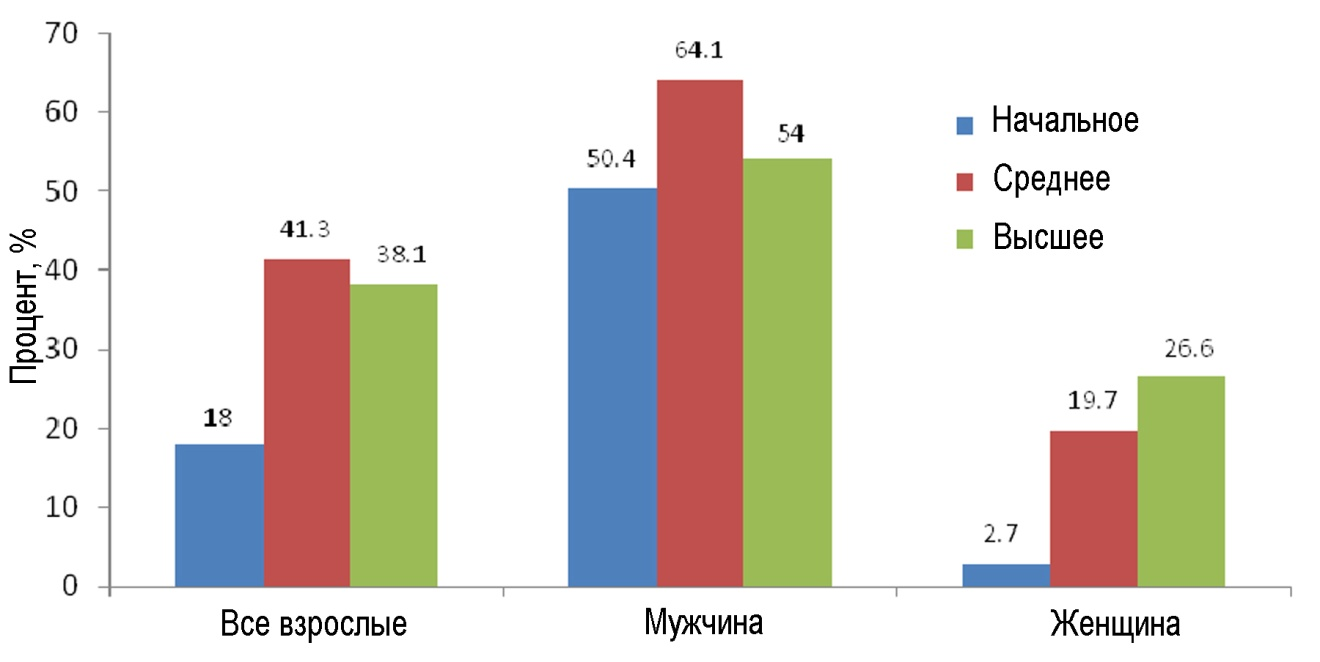 70
60
50
40
30
20
10
0
Процент, %
18
41.3
38.1
50.4
64.1
54
2.7
19.7
26.6
Начальное
Среднее
Высшее
Все взрослые
Мужчина
Женщина